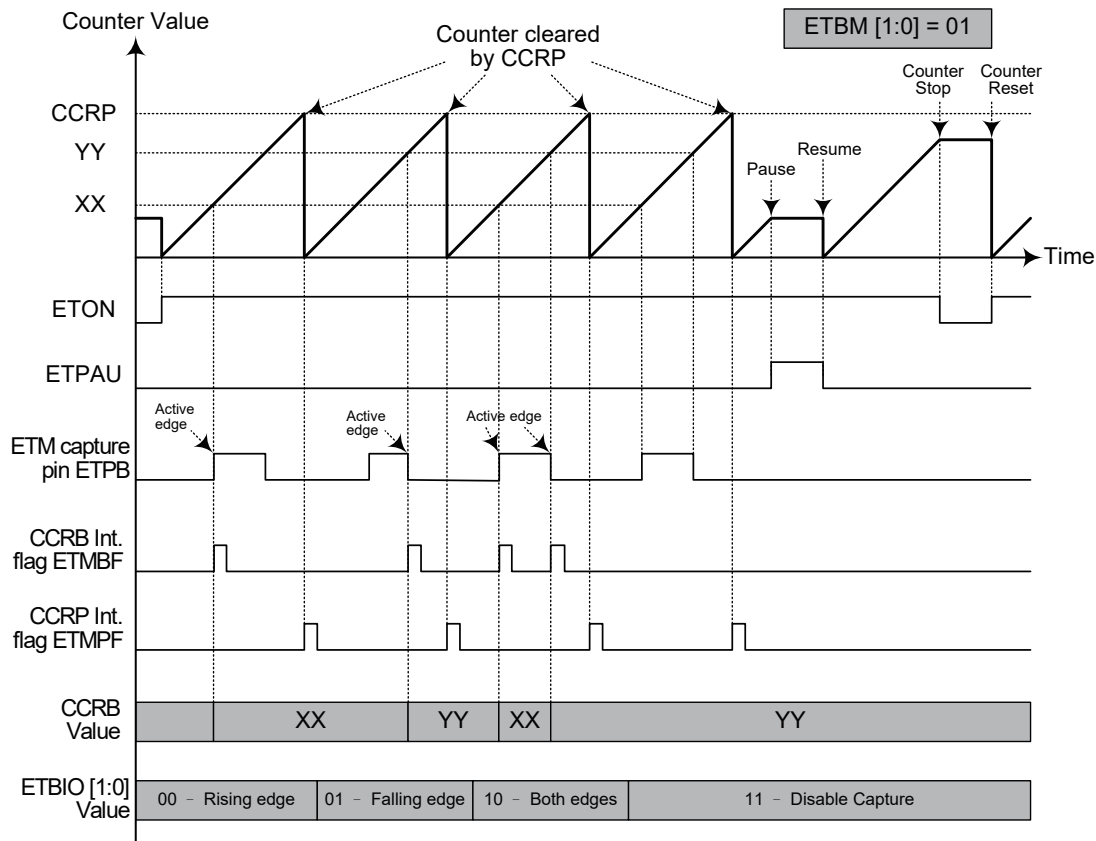 Counter Value
ETBM [1:0] = 01
Counter cleared
by CCRP
Counter
Stop
Counter
Reset
CCRP
YY
XX
Pause
Resume
Time
ETON
ETPAU
Active
edge
Active
edge
Active edge
ETM capture
pin ETPB
CCRB Int.
flag ETMBF
CCRP Int.
flag ETMPF
CCRB
Value
XX
YY
XX
YY
ETBIO [1:0]
Value
00 - Rising edge
01 - Falling edge
10 - Both edges
11 - Disable Capture